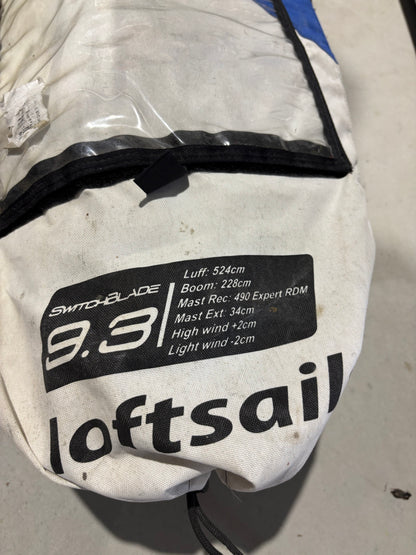 SWITCHBLADE
9.3
Luff: 524cm
Boom: 228cm
Mast Rec: 490 Expert RDM
Mast Ext: 34cm
High wind +2cm
Light wind -2cm
loftsail